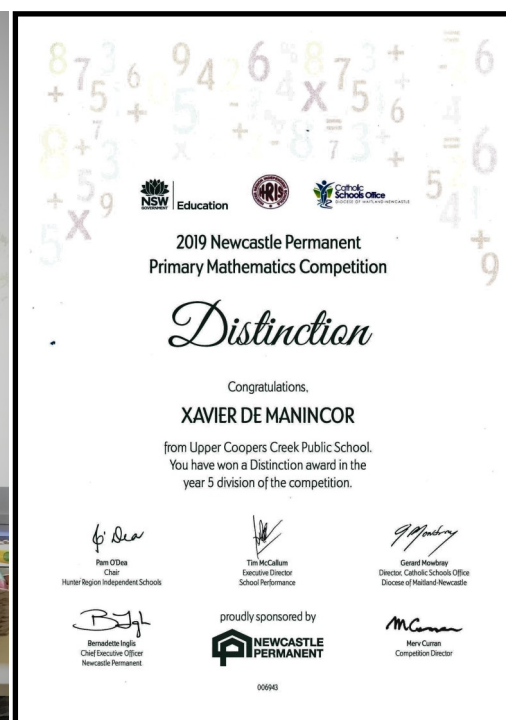 NSW
GOVERNMENT
Education
HRIS
Catholic
Schools Office
DIOCESE OF MAITLAND-NEWCASTLE
2019 Newcastle Permanent
Primary Mathematics Competition
Distinction
Congratulations,
XAVIER DE MANINCOR
from Upper Coopers Creek Public School.
You have won a Distinction award in the
year 5 division of the competition.
Pam O'Dea
Chair
Hunter Region Independent Schools
Tim McCallum
Executive Director
School Performance
Gerard Mowbray
Director, Catholic Schools Office
Diocese of Maitland-Newcastle
Bernadette Inglis
Chief Executive Officer
Newcastle Permanent
proudly sponsored by
NEWCASTLE
PERMANENT
Merv Curran
Competition Director
006943